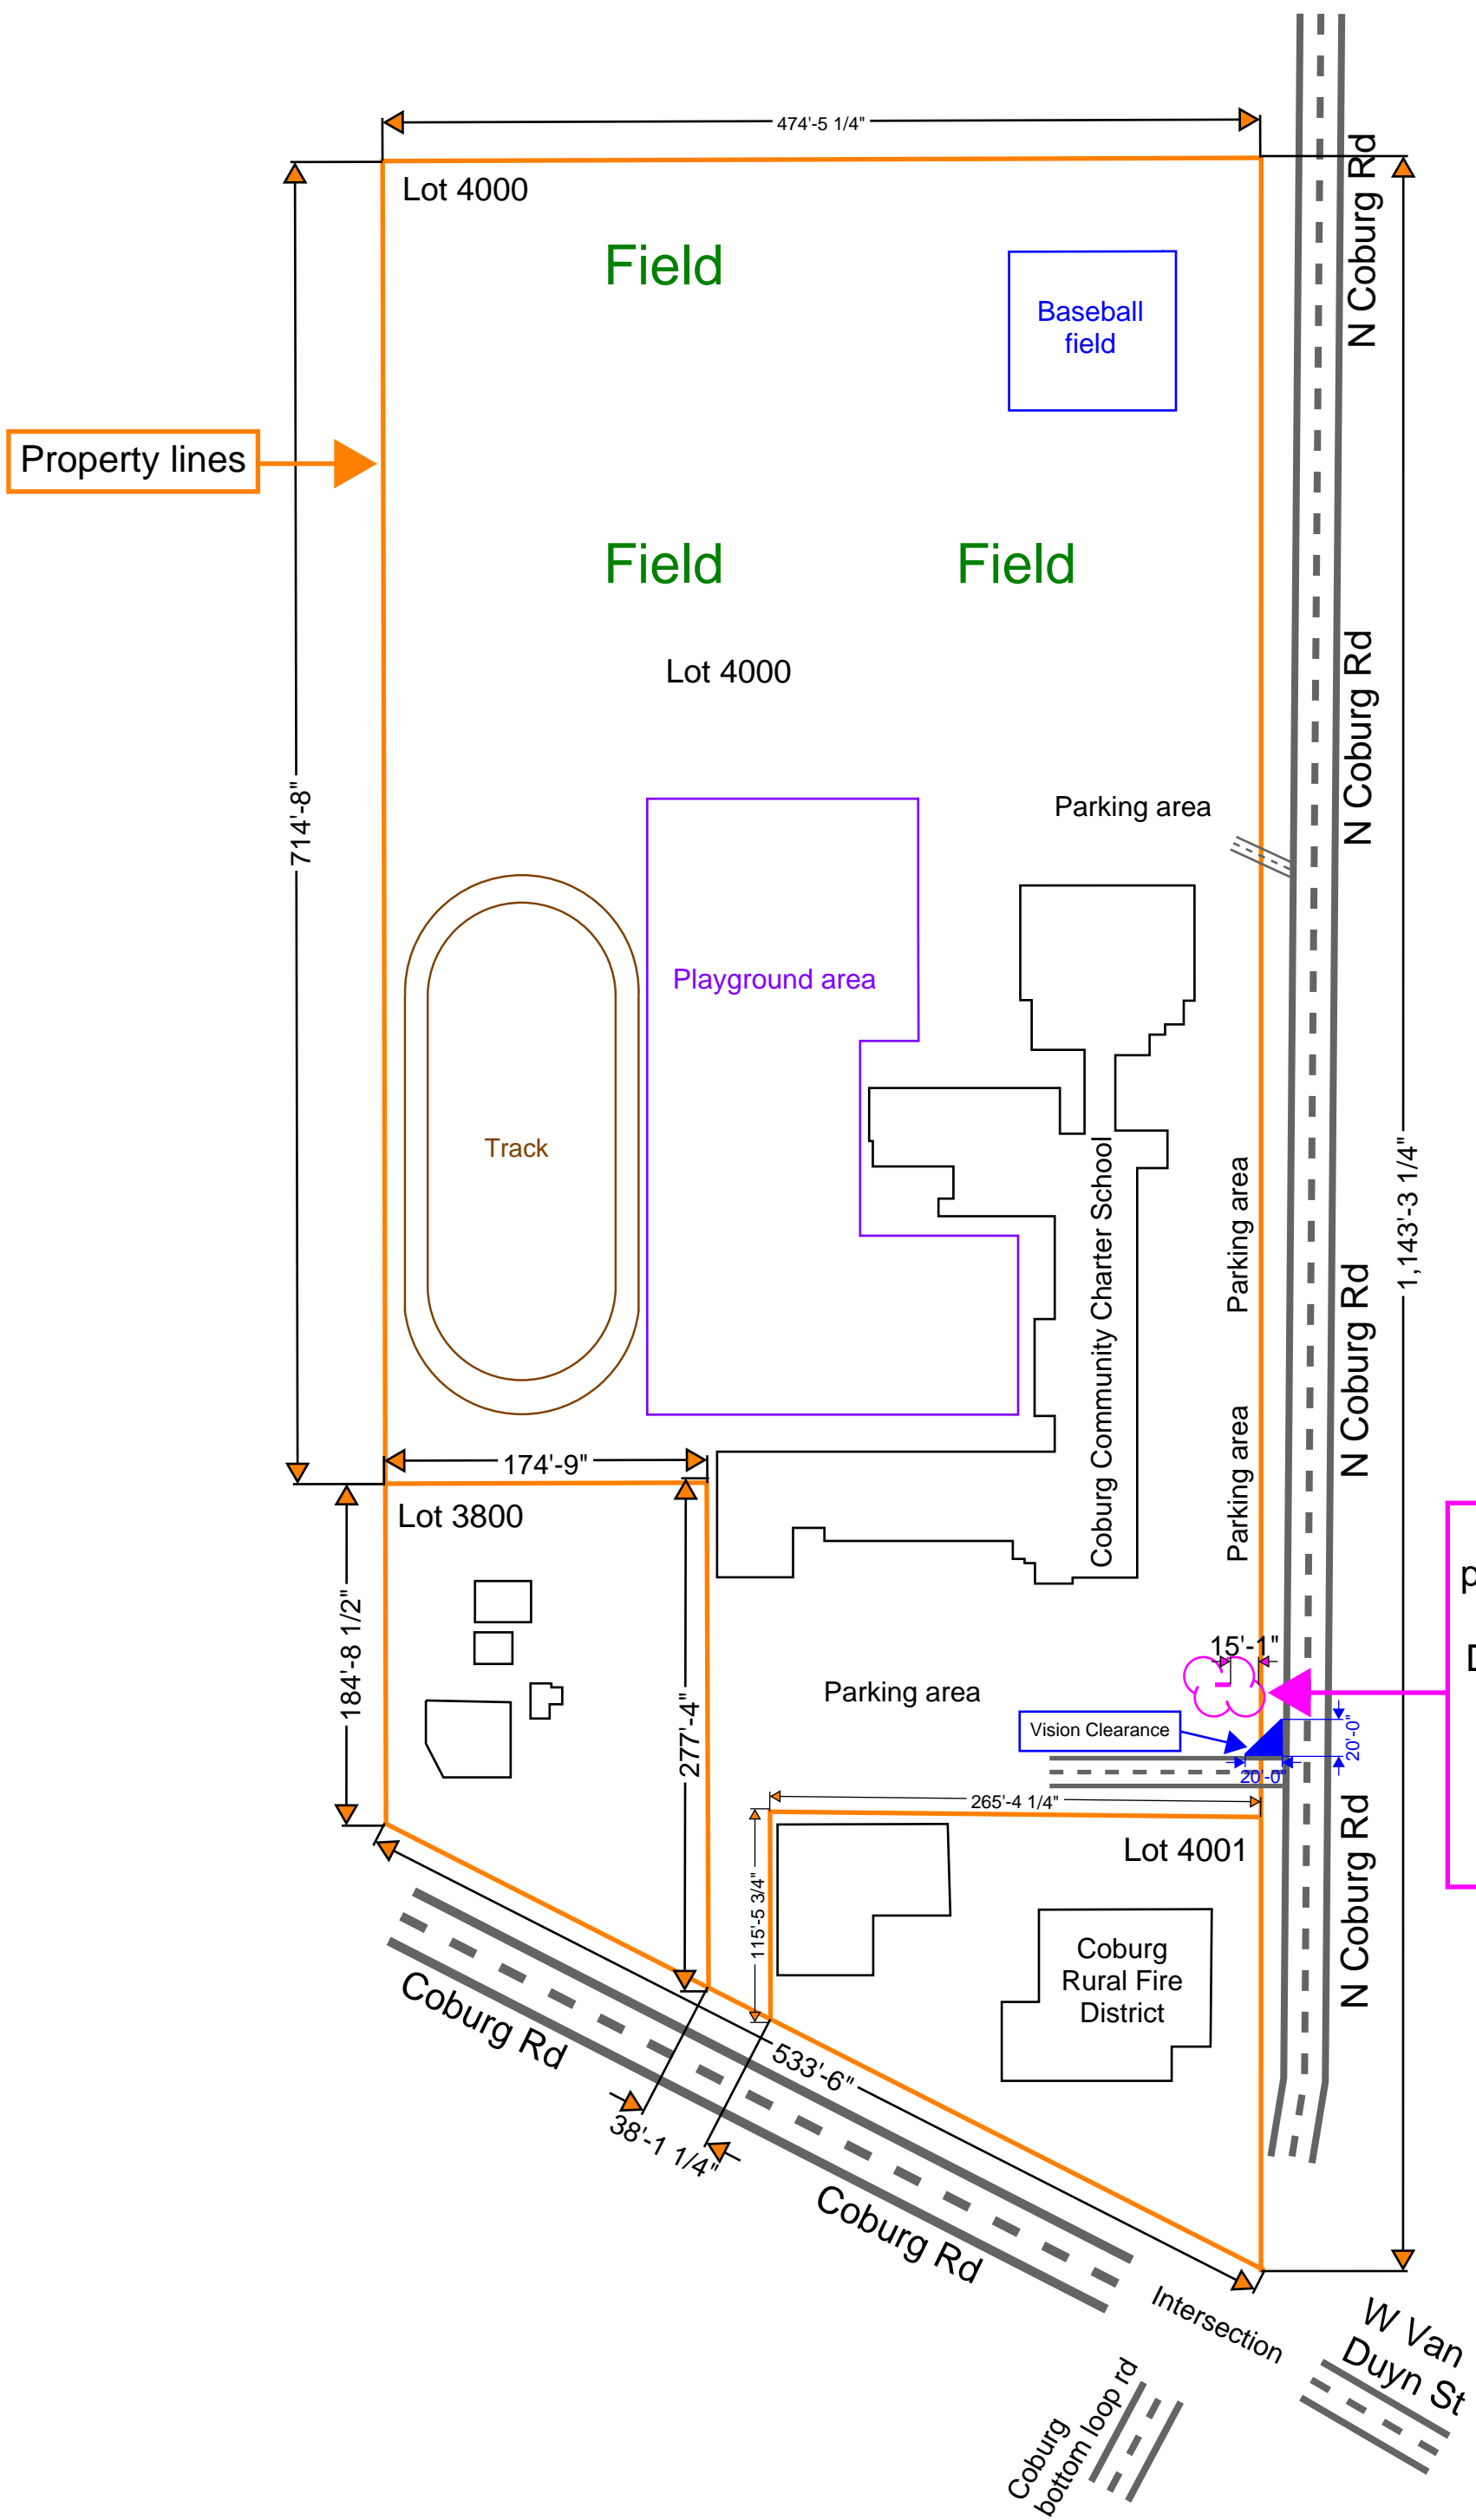 474'-5 1/4"
Lot 4000
Field
Baseball
field
N Coburg Rd
Property lines
Field
Field
Lot 4000
N Coburg Rd
714'-8"
Parking area
Playground area
Track
Coburg Community Charter School
Parking area
1,143'-3 1/4"
N Coburg Rd
Parking area
174'-9"
Lot 3800
184'-8 1/2"
277'-4"
15'-1"
Parking area
Vision Clearance
20'-0"
20'-0"
265'-4 1/4"
Lot 4001
115'-5 3/4"
N Coburg Rd
Coburg
Rural Fire
District
Coburg Rd
533'-6"
38'-1 1/4"
Coburg Rd
Intersection
W Van
Duyn St
Coburg
bottom loop rd